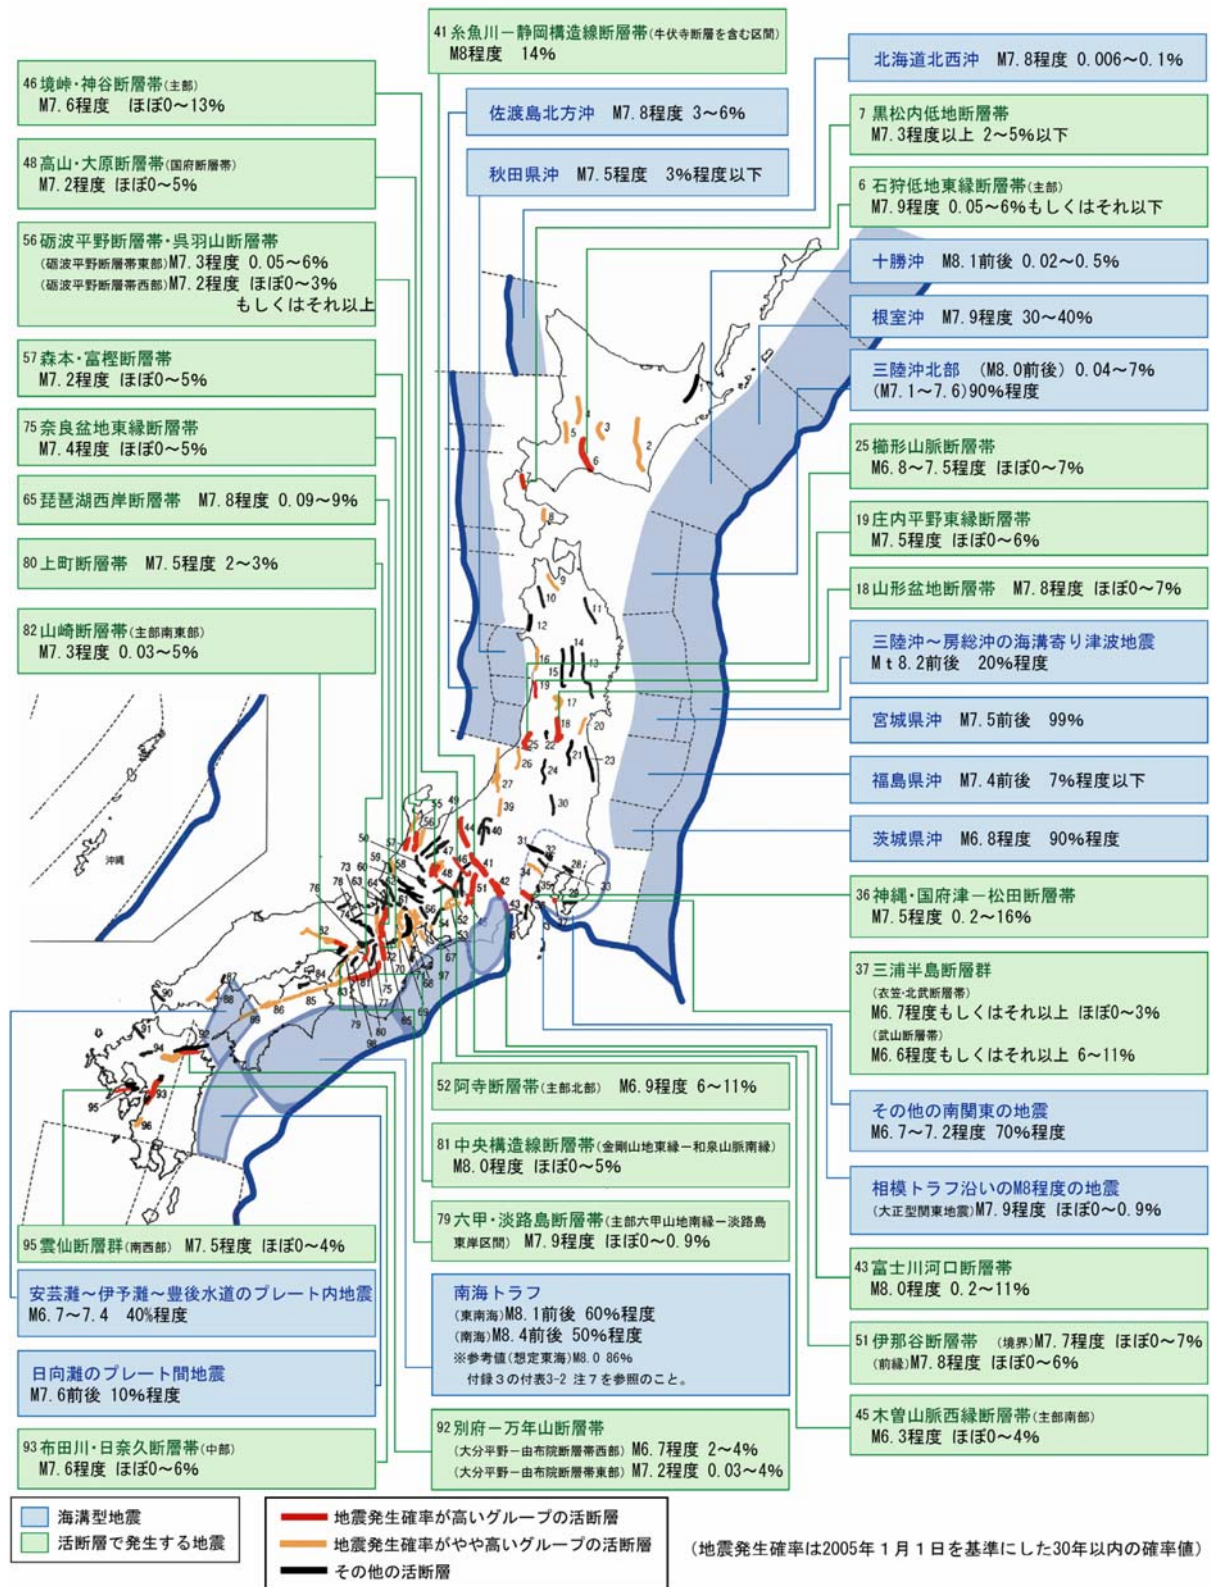 41 糸魚川－静岡構造線断層帯(牛伏寺断層を含む区間)
M8程度 14%
46 境峠・神谷断層帯(主部)
M7.6程度 ほぼ0～13%
48 高山・大原断層帯(国府断層帯)
M7.2程度 ほぼ0～5%
56 砺波平野断層帯・呉羽山断層帯
(砺波平野断層帯東部)M7.3程度 0.05～6%
(砺波平野断層帯西部)M7.2程度 ほぼ0～3%
もしくはそれ以上
57 森本・富樫断層帯
M7.2程度 ほぼ0～5%
75 奈良盆地東縁断層帯
M7.4程度 ほぼ0～5%
65 琵琶湖西岸断層帯 M7.8程度 0.09～9%
80 上町断層帯 M7.5程度 2～3%
82 山崎断層帯(主部南東部)
M7.3程度 0.03～5%
佐渡島北方沖 M7.8程度 3～6%
秋田県沖 M7.5程度 3%程度以下
北海道北西沖 M7.8程度 0.006～0.1%
7 黒松内低地断層帯
M7.3程度以上 2～5%以下
6 石狩低地東縁断層帯(主部)
M7.9程度 0.05～6%もしくはそれ以下
十勝沖 M8.1前後 0.02～0.5%
根室沖 M7.9程度 30～40%
三陸沖北部 (M8.0前後) 0.04～7%
(M7.1～7.6)90%程度
25 櫛形山脈断層帯
M6.8～7.5程度 ほぼ0～7%
19 庄内平野東縁断層帯
M7.5程度 ほぼ0～6%
18 山形盆地断層帯 M7.8程度 ほぼ0～7%
三陸沖～房総沖の海溝寄り津波地震
Mt8.2前後 20%程度
宮城県沖 M7.5前後 99%
福島県沖 M7.4前後 7%程度以下
茨城県沖 M6.8程度 90%程度
36 神縄・国府津－松田断層帯
M7.5程度 0.2～16%
37 三浦半島断層群
(衣笠・北武断層帯)
M6.7程度もしくはそれ以上 ほぼ0～3%
(武山断層帯)
M6.6程度もしくはそれ以上 6～11%
その他の南関東の地震
M6.7～7.2程度 70%程度
相模トラフ沿いのM8程度の地震
(大正型関東地震)M7.9程度 ほぼ0～0.9%
43 富士川河口断層帯
M8.0程度 0.2～11%
51 伊那谷断層帯 (境界)M7.7程度 ほぼ0～7%
(前縁)M7.8程度 ほぼ0～6%
45 木曽山脈西縁断層帯(主部南部)
M6.3程度 ほぼ0～4%
沖縄
1
2
3
4
5
6
7
8
9
10
11
12
13
14
15
16
17
18
19
20
21
22
23
24
25
26
27
39
30
52 阿寺断層帯(主部北部) M6.9程度 6～11%
81 中央構造線断層帯(金剛山地東縁－和泉山脈南縁)
M8.0程度 ほぼ0～5%
79 六甲・淡路島断層帯(主部六甲山地南縁－淡路島
東岸区間) M7.9程度 ほぼ0～0.9%
南海トラフ
(東南海)M8.1前後 60%程度
(南海)M8.4前後 50%程度
※参考値(想定東海)M8.0 86%
付録3の付表3-2 注7を参照のこと。
92 別府－万年山断層帯
(大分平野－由布院断層帯西部) M6.7程度 2～4%
(大分平野－由布院断層帯東部) M7.2程度 0.03～4%
95 雲仙断層群(南西部) M7.5程度 ほぼ0～4%
安芸灘～伊予灘～豊後水道のプレート内地震
M6.7～7.4 40%程度
日向灘のプレート間地震
M7.6前後 10%程度
93 布田川・日奈久断層帯(中部)
M7.6程度 ほぼ0～6%
海溝型地震
活断層で発生する地震
地震発生確率が高いグループの活断層
地震発生確率がやや高いグループの活断層
その他の活断層
(地震発生確率は2005年1月1日を基準にした30年以内の確率値)